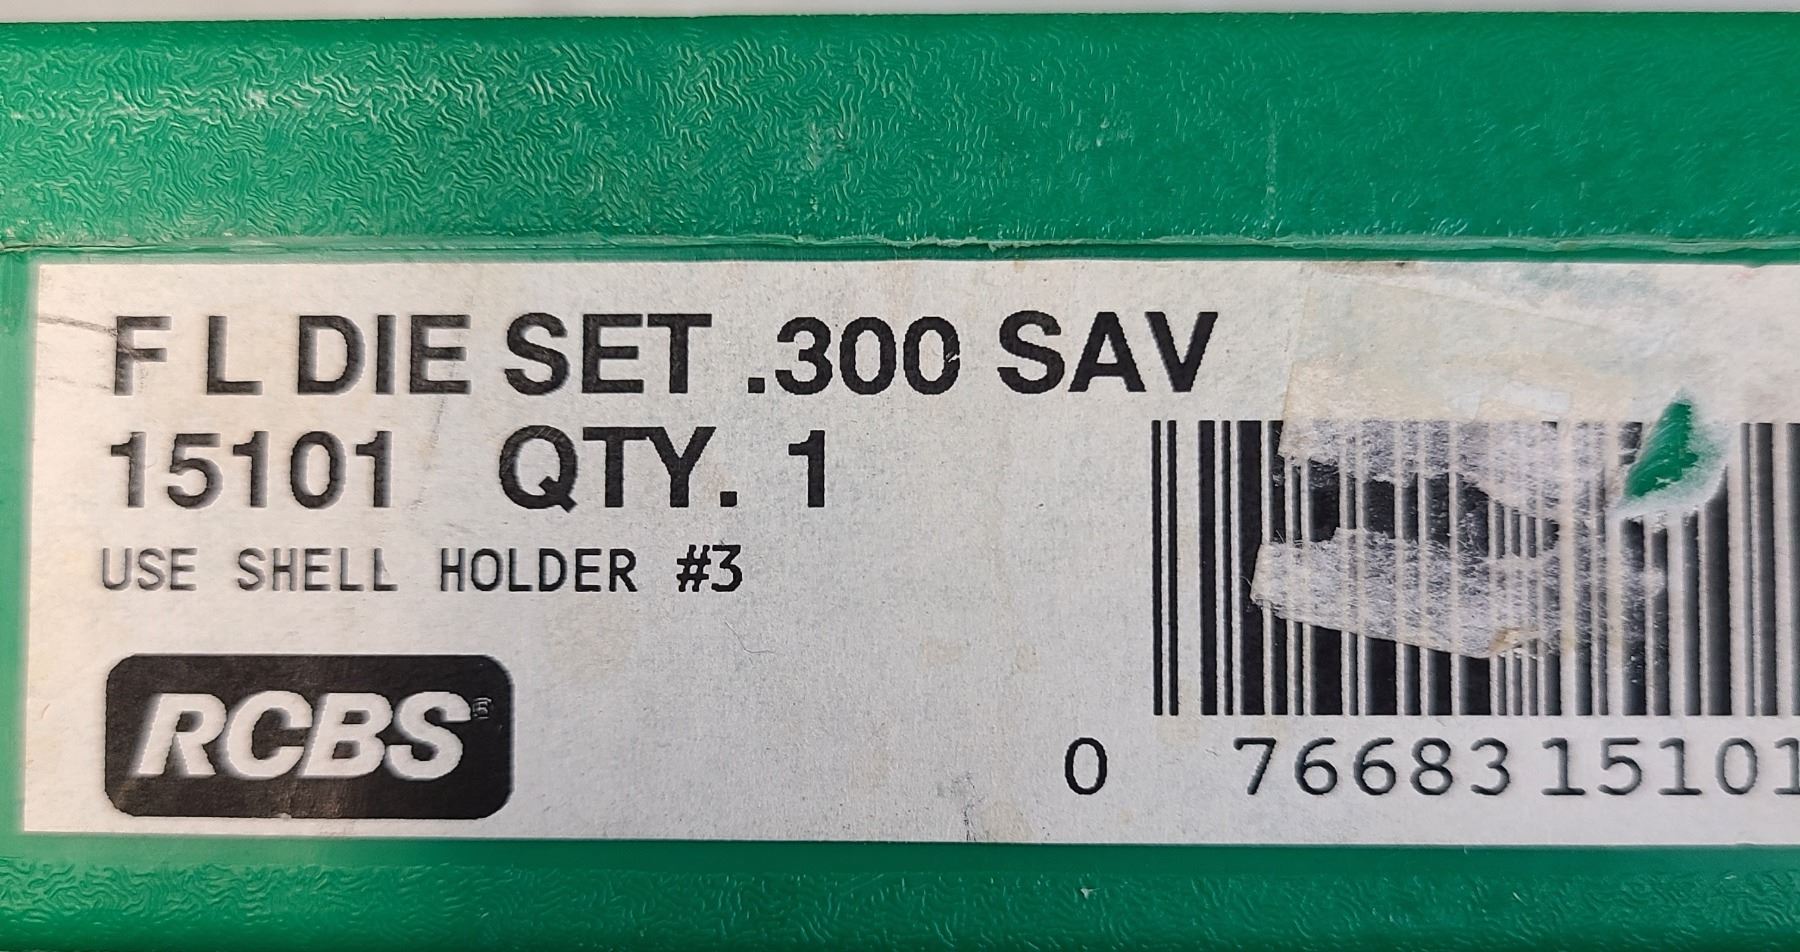 F L DIE SET .300 SAV
15101 QTY. 1
USE SHELL HOLDER #3
RCBS®
0 76683 15101